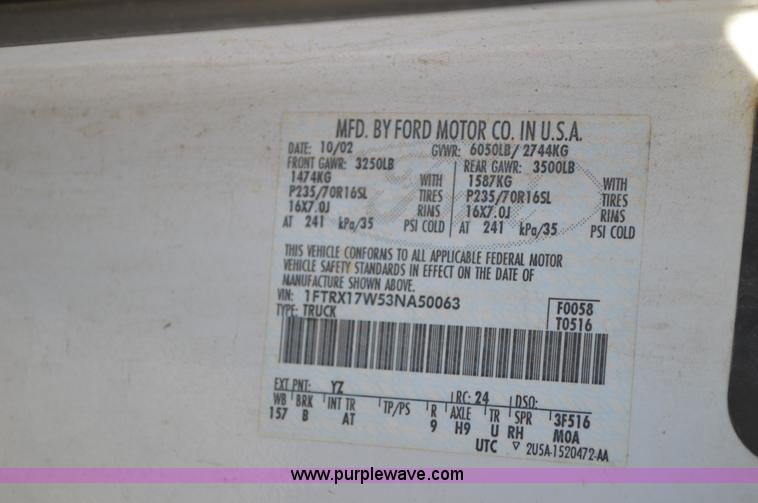 MFD. BY FORD MOTOR CO. IN U.S.A.
DATE: 10/02 GVWR: 6050LB/ 2744KG
FRONT GAWR: 3250LB REAR GAWR: 3500LB
1474KG WITH 1587KG WITH
P235/70R16SL TIRES P235/70R16SL TIRES
16X7.0J RIMS 16X7.0J RIMS
AT 241 kPa/35 PSI COLD AT 241 kPa/35 PSI COLD
THIS VEHICLE CONFORMS TO ALL APPLICABLE FEDERAL MOTOR
VEHICLE SAFETY STANDARDS IN EFFECT ON THE DATE OF
MANUFACTURE SHOWN ABOVE.
VIN: 1FTRX17W53NA50063 F0058
TYPE: TRUCK T0516
EXT PNT: YZ RC: 24 DSO:
WB BRK INT TR TP/PS R AXLE TR SPR 3F516
157 B AT 9 H9 U RH MOA
UTC ▽ 2U5A-1520472-AA
www.purplewave.com